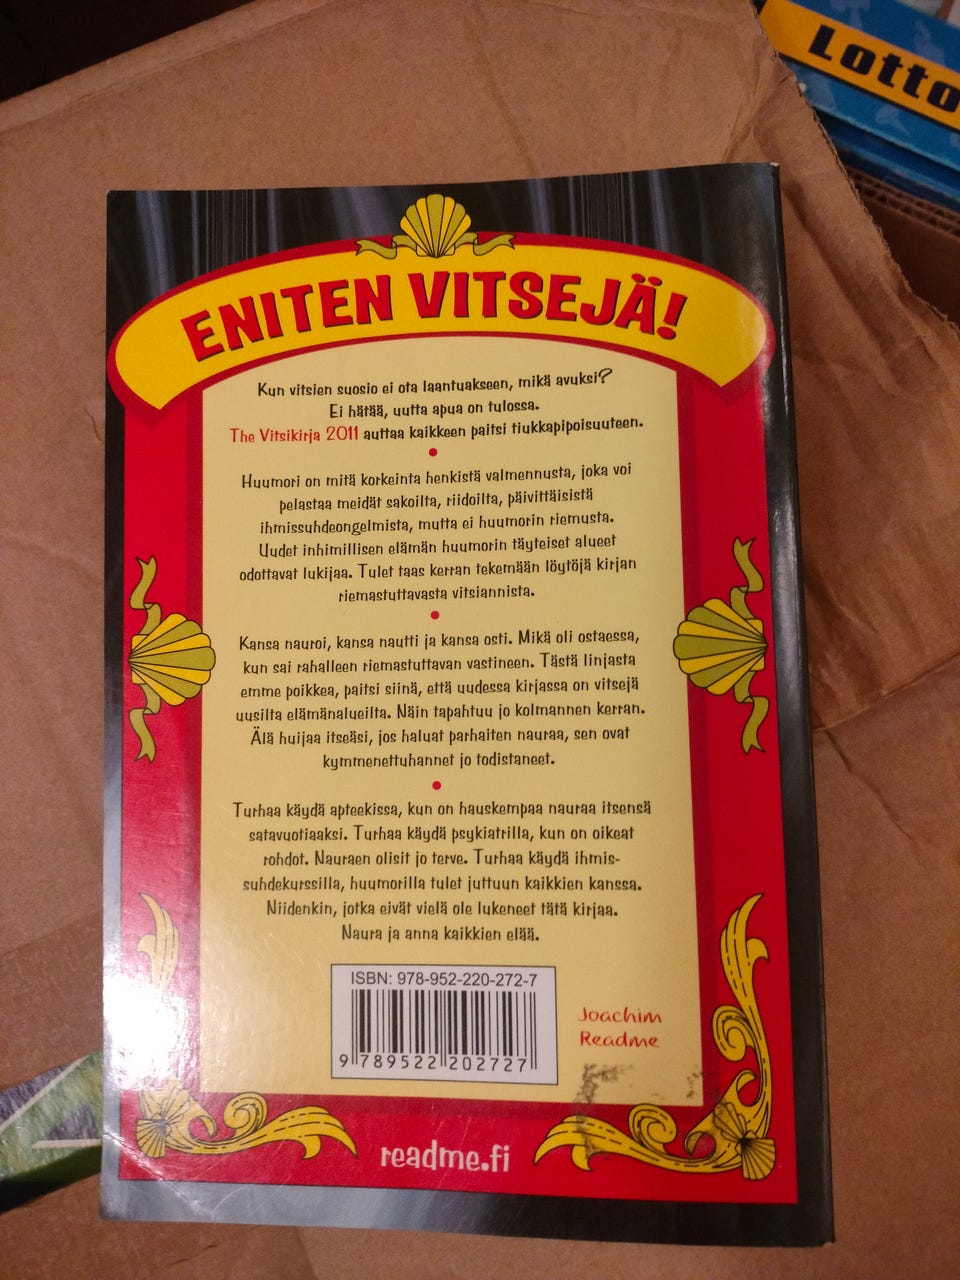 Lotto
ENITEN VITSEJÄ!
Kun vitsien suosio ei ota laantuakseen, mikä avuksi?
Ei hätää, uutta apua on tulossa.
The Vitsikirja 2011 auttaa kaikkeen paitsi tiukkapipoisuuteen.
Huumori on mitä korkeinta henkistä valmennusta, joka voi
pelastaa meidät sakoilta, riidoilta, päivittäisistä
ihmissuhdeongelmista, mutta ei huumorin riemusta.
Uudet inhimillisen elämän huumorin täyteiset alueet
odottavat lukijaa. Tulet taas kerran tekemään löytöjä kirjan
riemastuttavasta vitsiannista.
Kansa nauroi, kansa nautti ja kansa osti. Mikä oli ostaessa,
kun sai rahalleen riemastuttavan vastineen. Tästä linjasta
emme poikkea, paitsi siinä, että uudessa kirjassa on vitsejä
uusilta elämänalueilta. Näin tapahtuu jo kolmannen kerran.
Älä huijaa itseäsi, jos haluat parhaiten nauraa, sen ovat
kymmenettuhannet jo todistaneet.
Turhaa käydä apteekissa, kun on hauskempaa nauraa itsensä
satavuotiaaksi. Turhaa käydä psykiatrilla, kun on oikeat
rohdot. Nauraen olisit jo terve. Turhaa käydä ihmis-
suhdekurssilla, huumorilla tulet juttuun kaikkien kanssa.
Niidenkin, jotka eivät vielä ole lukeneet tätä kirjaa.
Naura ja anna kaikkien elää.
ISBN: 978-952-220-272-7
9 789522 202727
Joachim
Readme
readme.fi